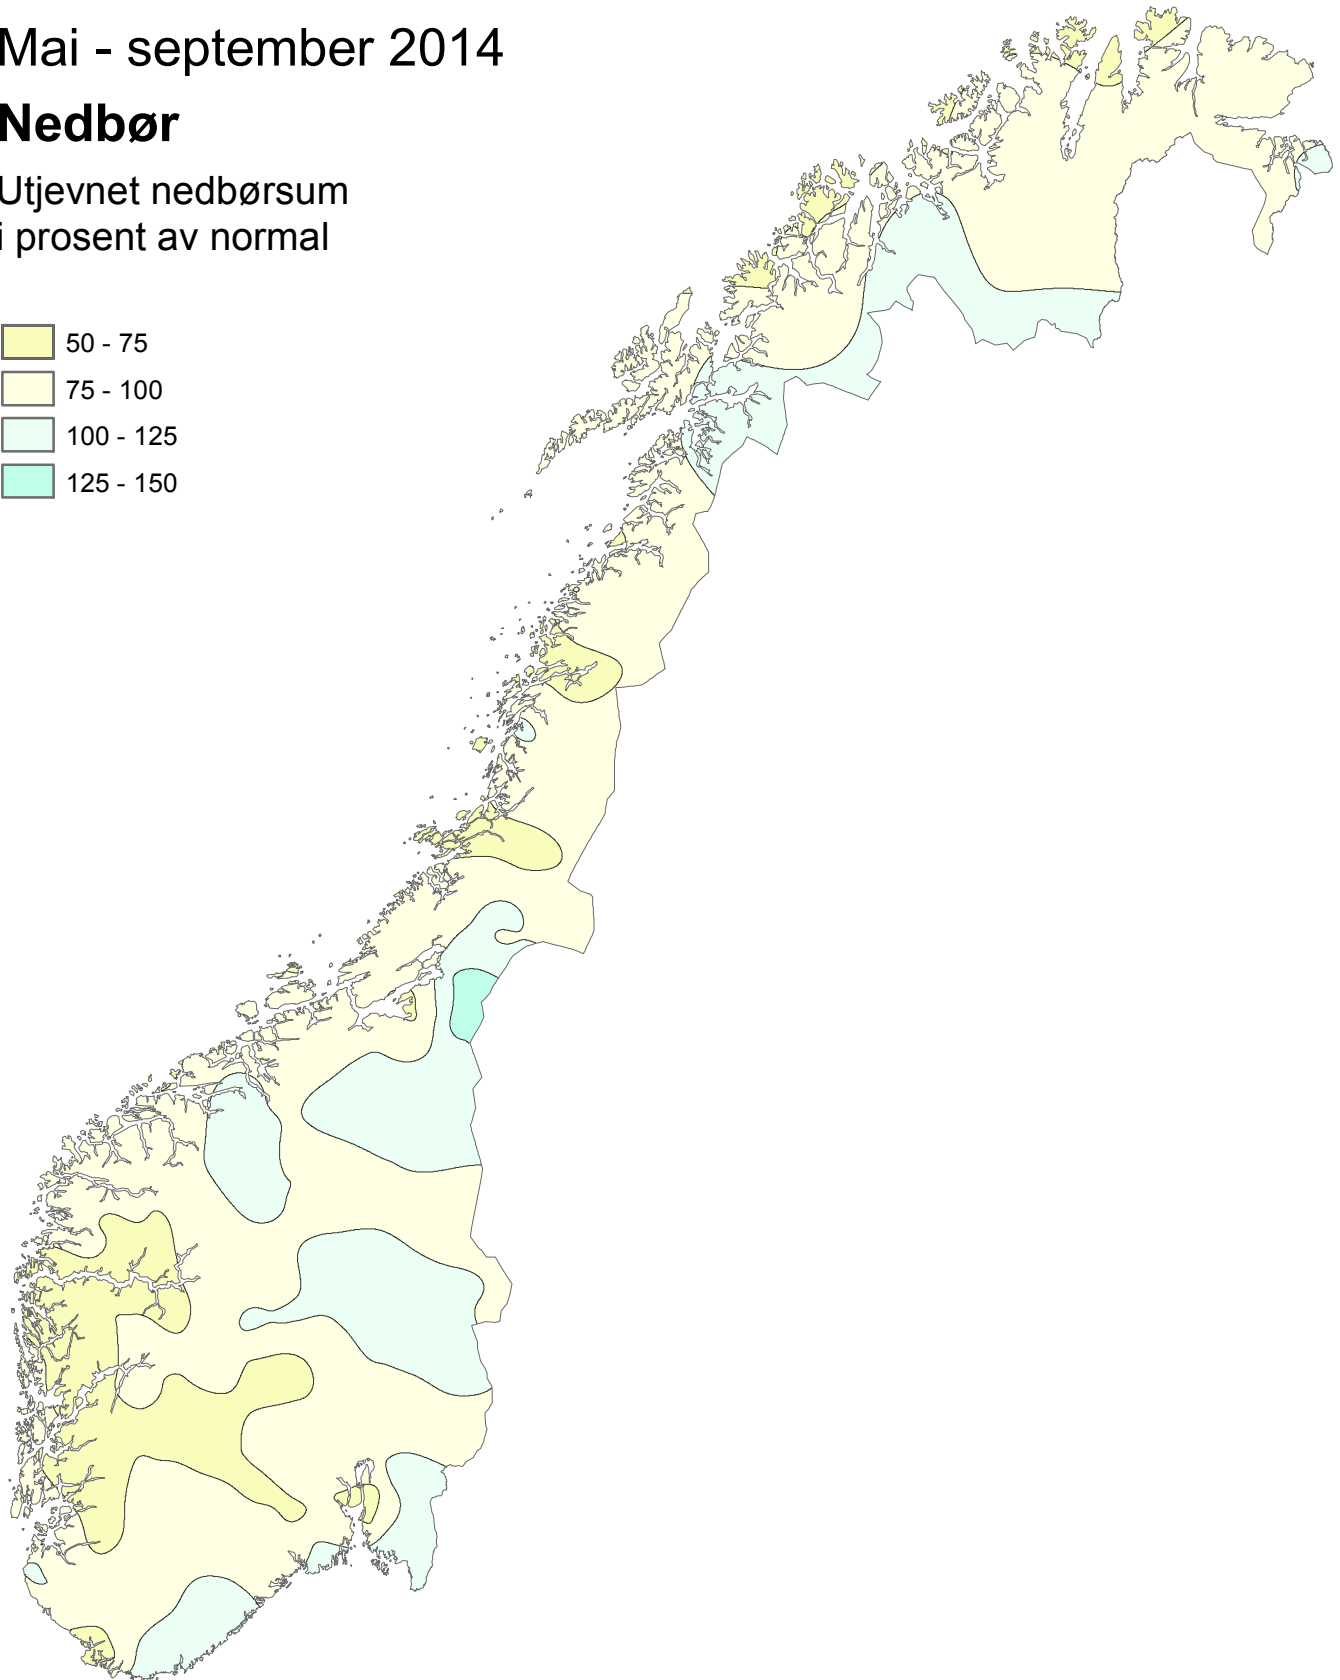 Mai - september 2014
Nedbør
Utjevnet nedbørsum
i prosent av normal
50 - 75
75 - 100
100 - 125
125 - 150